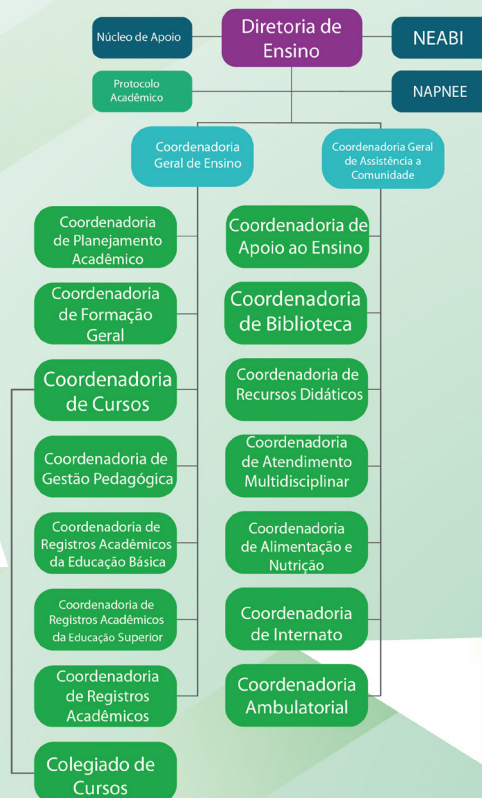 Núcleo de Apoio
Diretoria de
Ensino
NEABI
Protocolo
Acadêmico
NAPNEE
Coordenadoria
Geral de Ensino
Coordenadoria Geral
de Assistência a
Comunidade
Coordenadoria
de Planejamento
Acadêmico
Coordenadoria de
Apoio ao Ensino
Coordenadoria
de Formação
Geral
Coordenadoria
de Biblioteca
Coordenadoria
de Cursos
Coordenadoria de
Recursos Didáticos
Coordenadoria de
Gestão Pedagógica
Coordenadoria
de Atendimento
Multidisciplinar
Coordenadoria de
Registros Acadêmicos
da Educação Básica
Coordenadoria
de Alimentação e
Nutrição
Coordenadoria de
Registros Acadêmicos
da Educação Superior
Coordenadoria
de Internato
Coordenadoria
de Registros
Acadêmicos
Coordenadoria
Ambulatorial
Colegiado de
Cursos